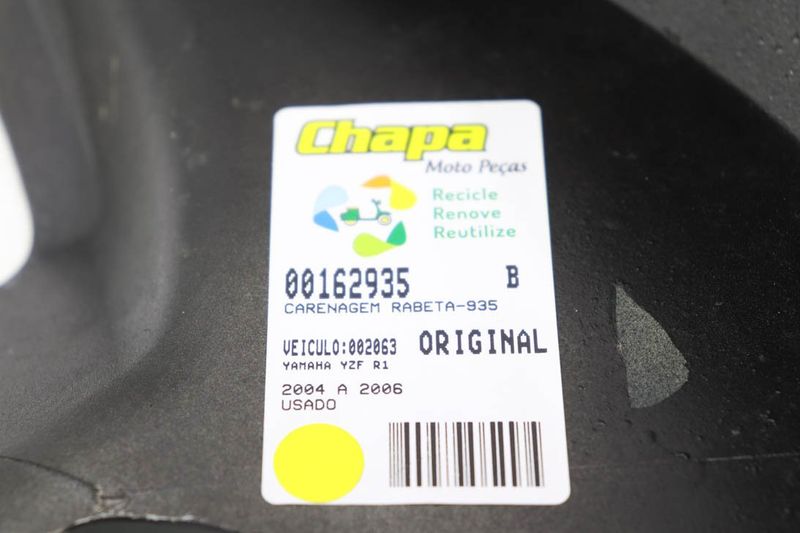 Chapa
Moto Peças
Recicle
Renove
Reutilize
00162935 B
CARENAGEM RABETA-935
VEICULO:002063 ORIGINAL
YAMAHA YZF R1
2004 A 2006
USADO